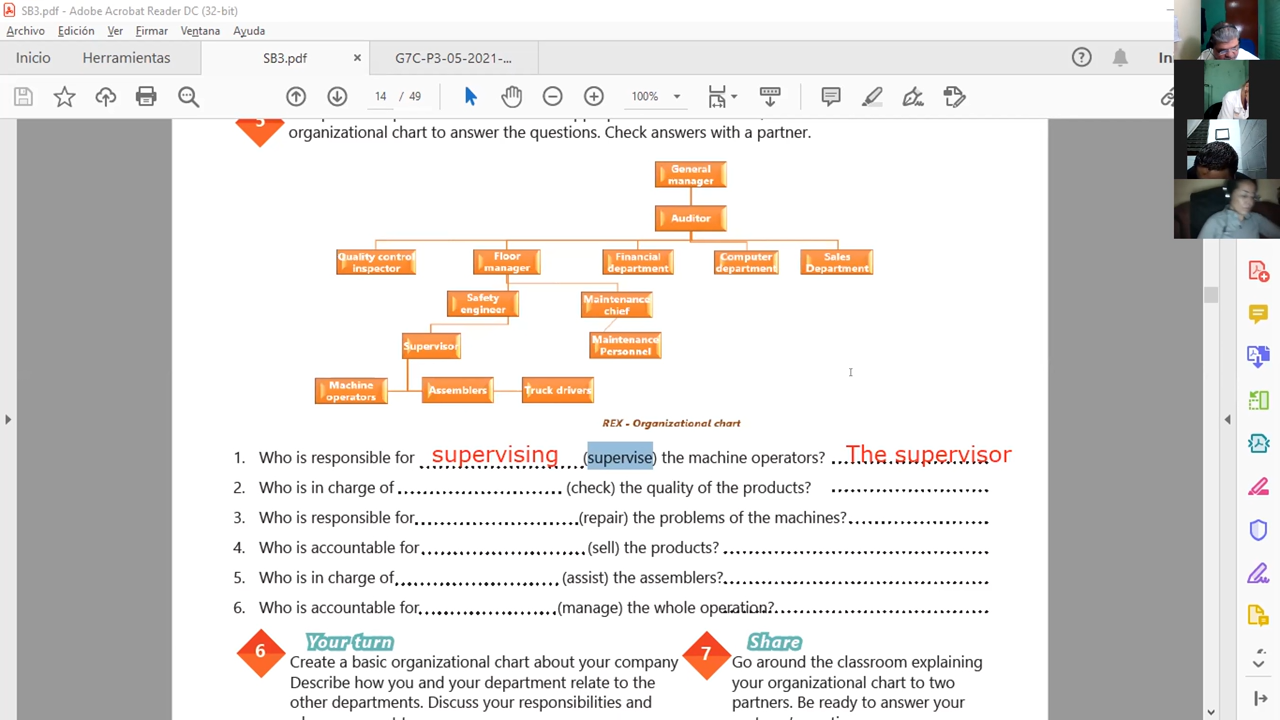 SB3.pdf - Adobe Acrobat Reader DC (32-bit)
Archivo Edición Ver Firmar Ventana Ayuda
Inicio Herramientas SB3.pdf × G7C-P3-05-2021-...
14 / 49 100%
5
organizational chart to answer the questions. Check answers with a partner.
General
manager
Auditor
Quality control
inspector
Floor
manager
Financial
department
Computer
department
Sales
Department
Safety
engineer
Maintenance
chief
Supervisor
Maintenance
Personnel
Machine
operators
Assemblers
Truck drivers
REX - Organizational chart
1. Who is responsible for supervising (supervise) the machine operators? The supervisor
2. Who is in charge of ............................... (check) the quality of the products? ..............................
3. Who is responsible for............................(repair) the problems of the machines?...........................
4. Who is accountable for............................(sell) the products? ..................................................
5. Who is in charge of............................... (assist) the assemblers?..................................................
6. Who is accountable for..........................(manage) the whole operation?........................................
6 Your turn
Create a basic organizational chart about your company
Describe how you and your department relate to the
other departments. Discuss your responsibilities and
7 Share
Go around the classroom explaining
your organizational chart to two
partners. Be ready to answer your